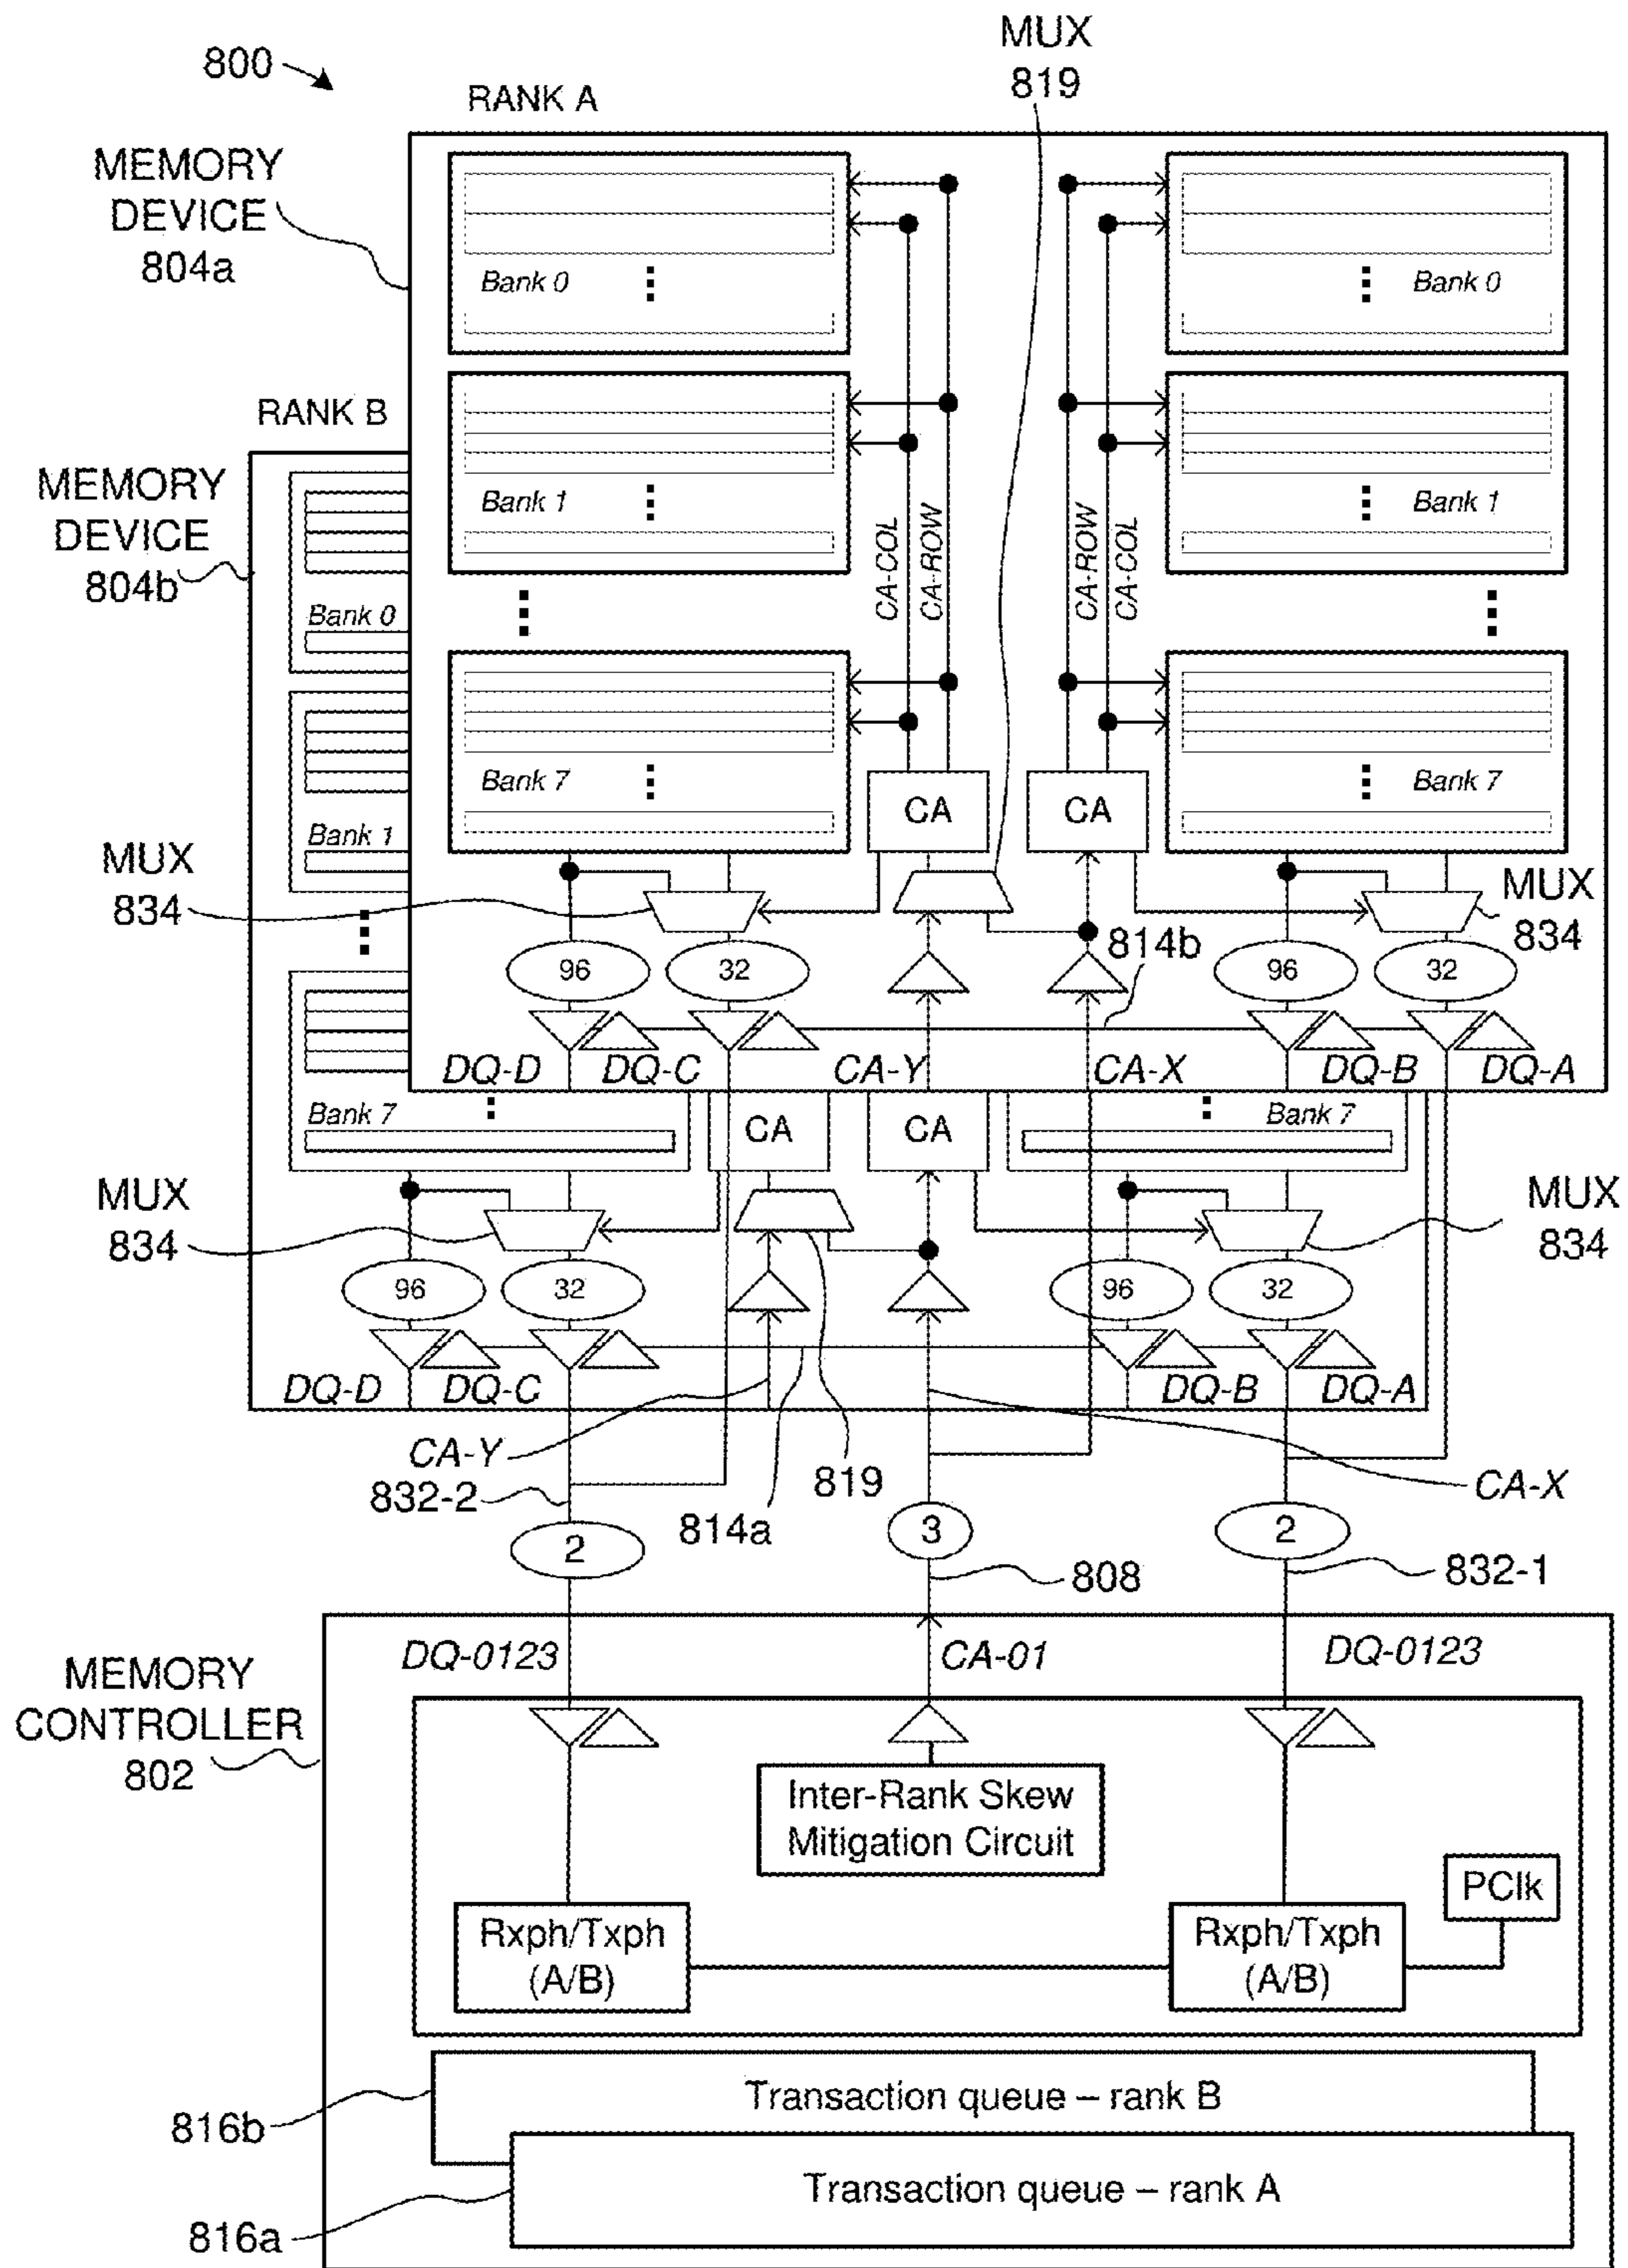 MUX
819
800
RANK A
MEMORY
DEVICE
804a
Bank 0
Bank 0
RANK B
MEMORY
DEVICE
804b
Bank 1
Bank 1
CA-COL
CA-ROW
CA-ROW
CA-COL
Bank 0
Bank 7
Bank 7
CA
CA
Bank 1
MUX
834
MUX
834
814b
96
32
96
32
DQ-D
DQ-C
CA-Y
CA-X
DQ-B
DQ-A
Bank 7
CA
CA
Bank 7
MUX
834
MUX
834
96
32
96
32
DQ-D
DQ-C
DQ-B
DQ-A
CA-Y
832-2
819
CA-X
814a
2
3
2
808
832-1
DQ-0123
CA-01
DQ-0123
MEMORY
CONTROLLER
802
Inter-Rank Skew
Mitigation Circuit
PClk
Rxph/Txph
(A/B)
Rxph/Txph
(A/B)
Transaction queue – rank B
816b
Transaction queue – rank A
816a